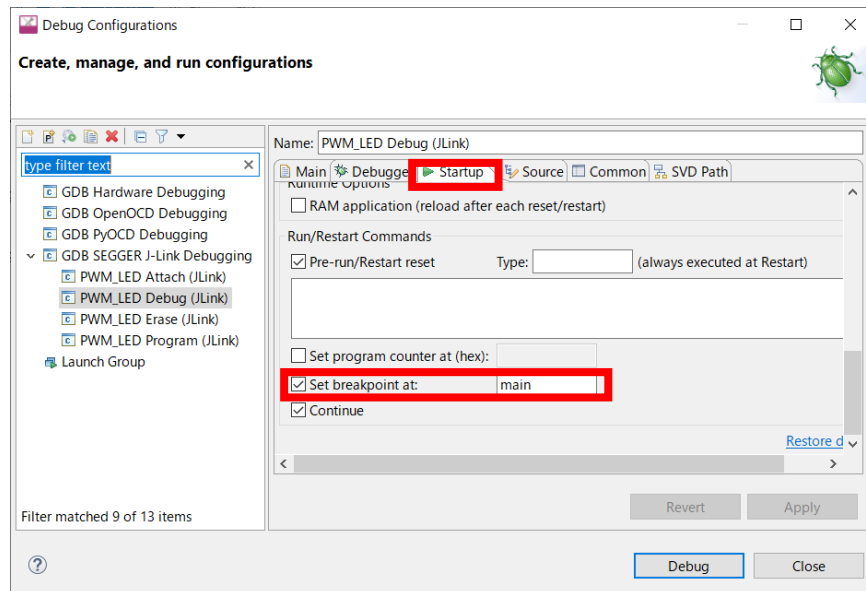 Debug Configurations
Create, manage, and run configurations
type filter text
GDB Hardware Debugging
GDB OpenOCD Debugging
GDB PyOCD Debugging
GDB SEGGER J-Link Debugging
PWM_LED Attach (JLink)
PWM_LED Debug (JLink)
PWM_LED Erase (JLink)
PWM_LED Program (JLink)
Launch Group
Filter matched 9 of 13 items
Name: PWM_LED Debug (JLink)
Main Debugge Startup Source Common SVD Path
Runtime Options
RAM application (reload after each reset/restart)
Run/Restart Commands
Pre-run/Restart reset Type: (always executed at Restart)
Set program counter at (hex):
Set breakpoint at: main
Continue
Restore d
Revert Apply
Debug Close